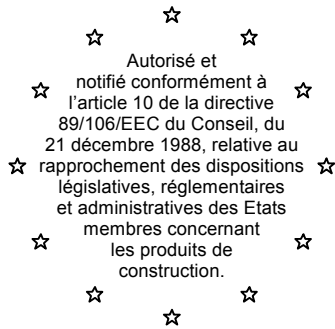 Autorisé et
notifié conformément à
l’article 10 de la directive
89/106/EEC du Conseil, du
21 décembre 1988, relative au
rapprochement des dispositions
législatives, réglementaires
et administratives des Etats
membres concernant
les produits de
construction.